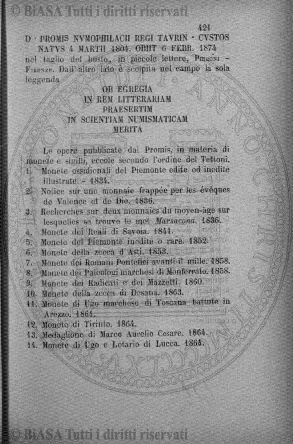 © BiASA Tutti i diritti riservati
421
D · PROMIS NVMOPHILACII REGI TAVRIN · CVSTOS
NATVS 4 MARTII 1804. OBIIT 6 FEBR. 1874
nel taglio del busto, in piccole lettere,
Firenze. Dall'altro lato è scolpita nel campo la sola
leggenda
OB EGREGIA
IN REM LITTERARIAM
PRAESERTIM
IN SCIENTIAM NUMISMATICAM
MERITA
Le opere pubblicate dal Promis, in materia di
monete e sigilli, eccole secondo l'ordine del Tettoni.
1. Monete ossidionali del Piemonte edite od inedite
illustrate. - 1834.
2. Notice sur une monnaie frappée par les évêques
de Valence et de Die. 1836.
3. Recherches sur deux monnaies du moyen-âge sur
lesquelles se trouve le mot Marsacona. 1836.
4. Monete dei Reali di Savoia. 1841.
5. Monete del Piemonte inedite o rare. 1852.
6. Monete della zecca d'Asti. 1853.
7. Monete dei Romani Pontefici avanti il mille. 1858.
8. Monete dei Paleologi marchesi di Monferrato. 1858.
9. Monete dei Radicati e dei Mazzetti. 1860.
10. Monete della zecca di Desana. 1863.
11. Monete di Ugo marchese di Toscana battute in
Arezzo. 1864.
12. Monete di Tirinto. 1864.
13. Medaglione di Marco Aurelio Cesare. 1864.
14. Monete di Ugo e Lotario di Lucca. 1864.
© BiASA Tutti i diritti riservati